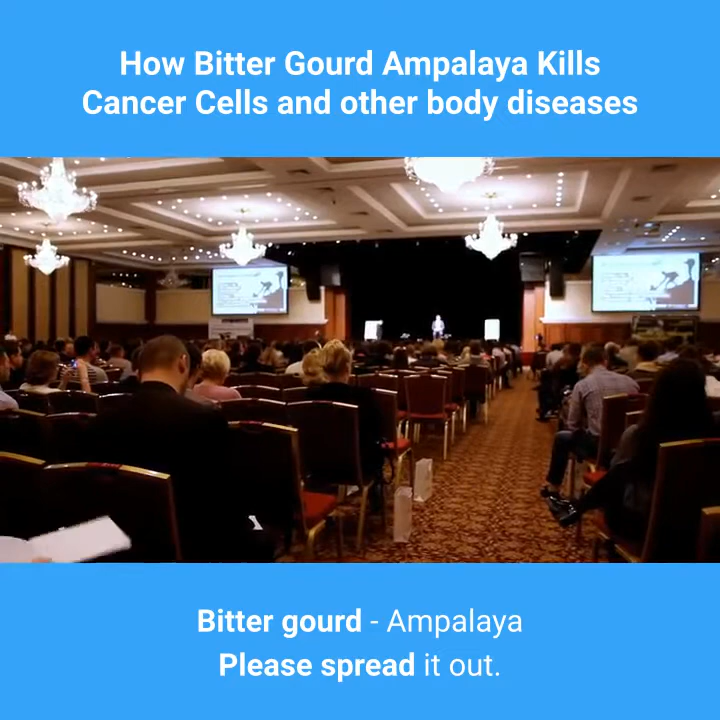 How Bitter Gourd Ampalaya Kills
Cancer Cells and other body diseases
Bitter gourd - Ampalaya
Please spread it out.